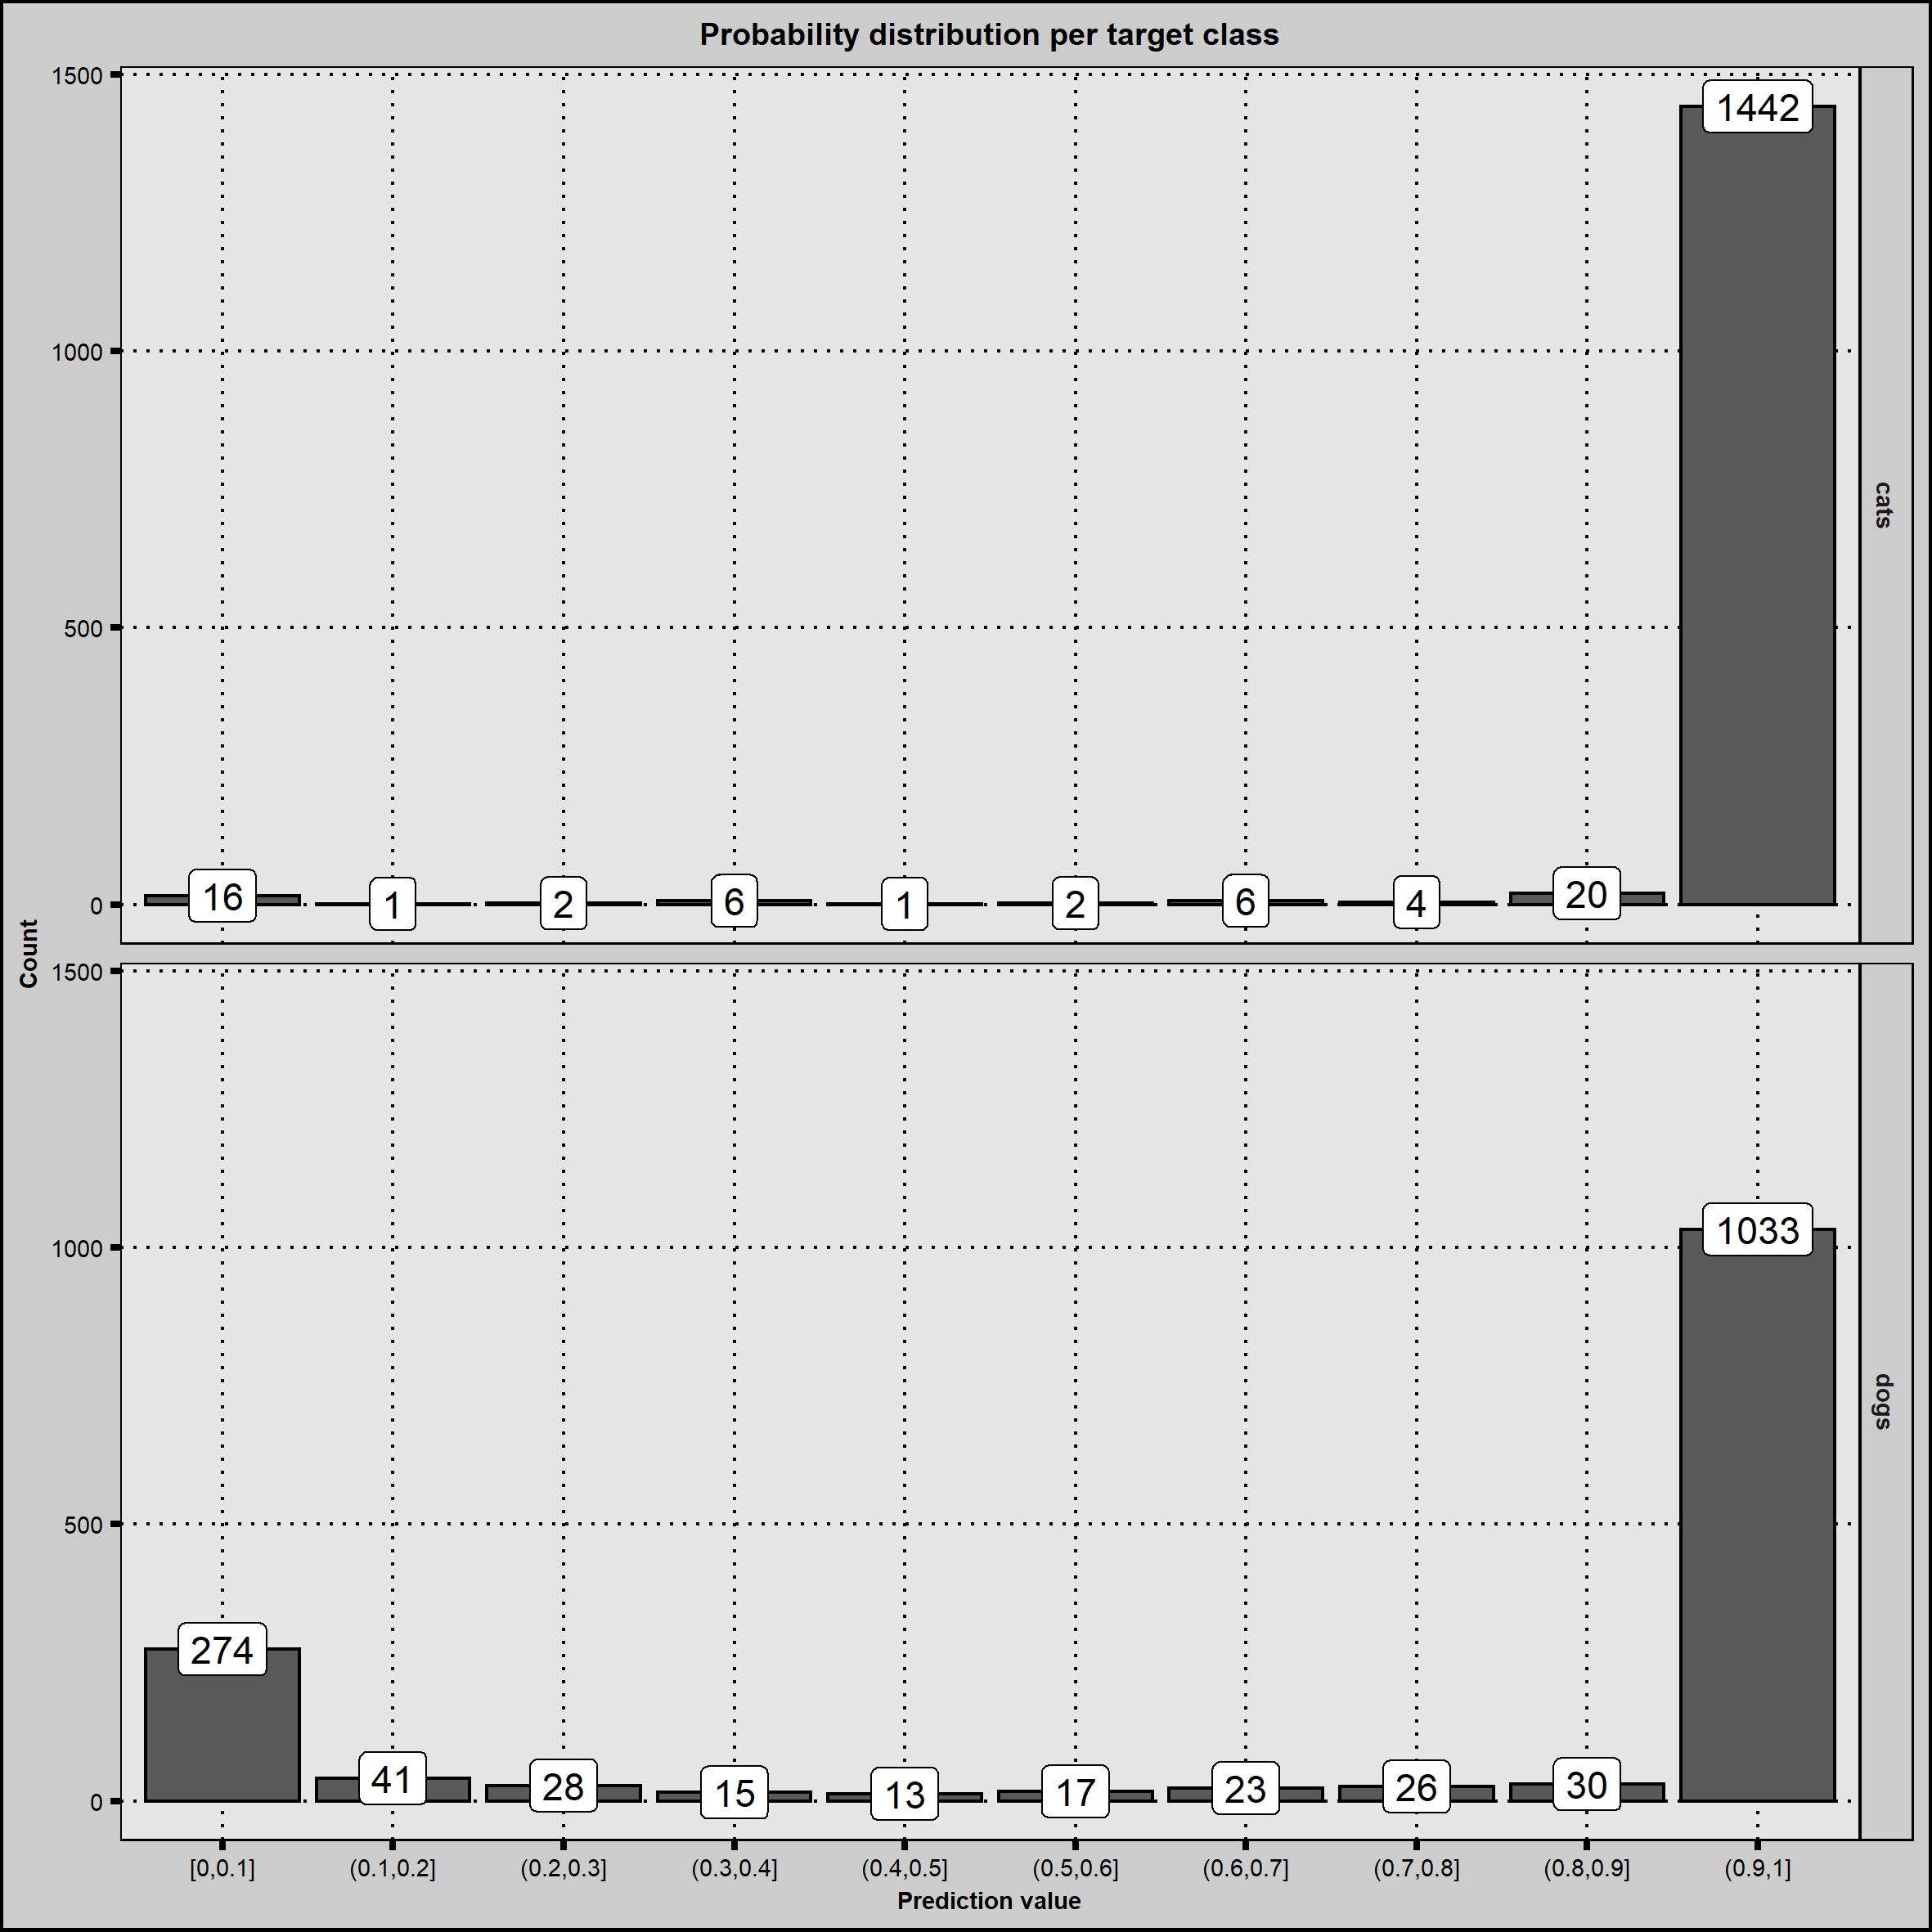 Probability distribution per target class
Count
1500
1000
500
0
16 1 2 6 1 2 6 4 20 1442
cats
1500
1000
500
0
274 41 28 15 13 17 23 26 30 1033
dogs
[0,0.1] (0.1,0.2] (0.2,0.3] (0.3,0.4] (0.4,0.5] (0.5,0.6] (0.6,0.7] (0.7,0.8] (0.8,0.9] (0.9,1]
Prediction value